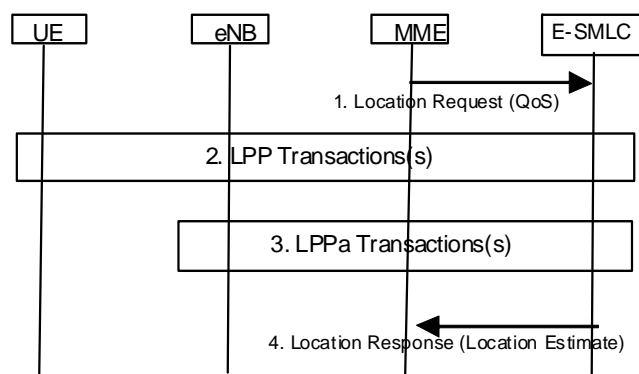 UE eNB MME E-SMLC
1. Location Request (QoS)
2. LPP Transactions(s)
3. LPPa Transactions(s)
4. Location Response (Location Estimate)